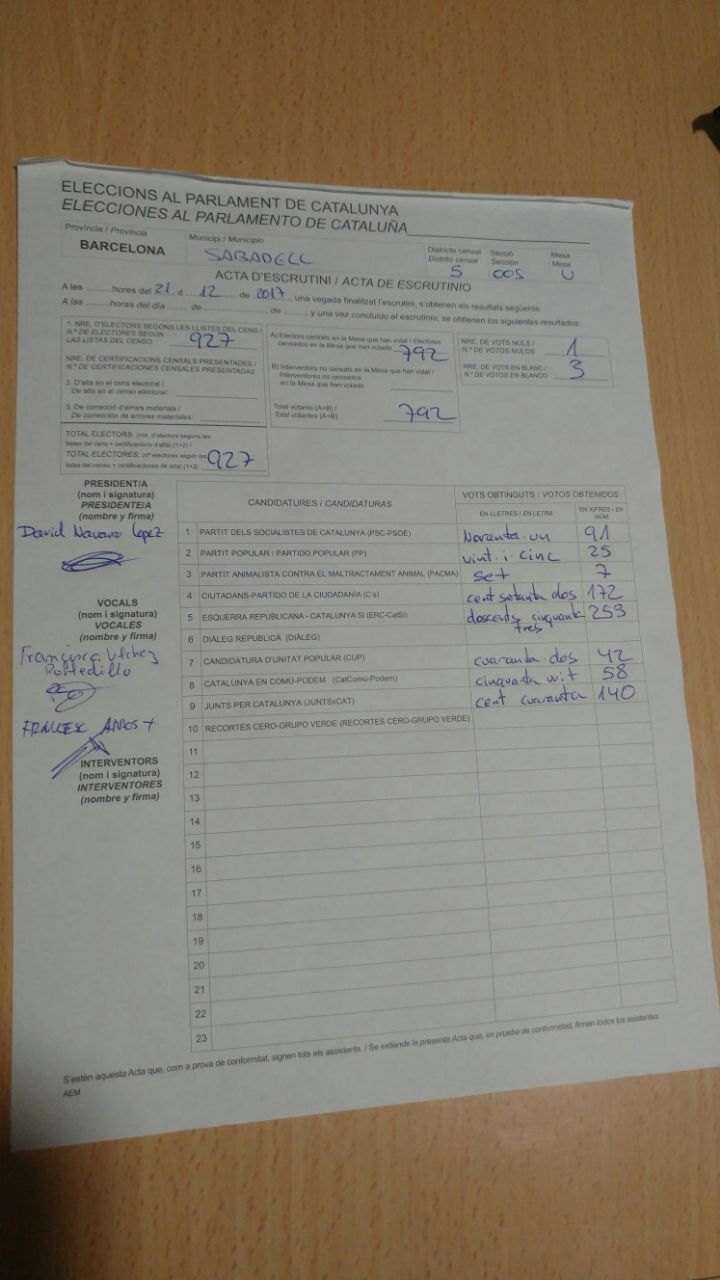 ELECCIONS AL PARLAMENT DE CATALUNYA
ELECCIONES AL PARLAMENTO DE CATALUÑA
Província / Provincia
BARCELONA
Municipi / Municipio
SABADELL
Districte censal
Distrito censal
5
Secció
Sección
005
Mesa
Mesa
U
ACTA D'ESCRUTINI / ACTA DE ESCRUTINIO
A les ........ hores del 21 d 12 de 2017, una vegada finalitzat l'escrutini, s'obtenen els resultats següents:
A las ........ horas del día ...... de ........ de ........, y una vez concluido el escrutinio, se obtienen los siguientes resultados:
1. NRE. D'ELECTORS SEGONS LES LLISTES DEL CENS /
N.º DE ELECTORES SEGÚN
LAS LISTAS DEL CENSO
927
NRE. DE CERTIFICACIONS CENSALS PRESENTADES /
N.º DE CERTIFICACIONES CENSALES PRESENTADAS
2. D'alta en el cens electoral /
De alta en el censo electoral:
3. De correcció d'errors materials /
De corrección de errores materiales:
TOTAL ELECTORS: (nre. d'electors segons les
llistes del cens + certificacions d'alta) (1+2) /
TOTAL ELECTORES: (nº electores según las
listas del censo + certificaciones de alta) (1+2)
927
A) Electors censats en la Mesa que han votat / Electores
censados en la Mesa que han votado
792
B) Interventors no censats en la Mesa que han votat /
Interventores no censados
en la Mesa que han votado
Total votants (A+B) /
Total votantes (A+B)
792
NRE. DE VOTS NULS /
N.º DE VOTOS NULOS
1
NRE. DE VOTS EN BLANC /
N.º DE VOTOS EN BLANCO
3
PRESIDENT/A
(nom i signatura)
PRESIDENTE/A
(nombre y firma)
David Navarro Lopez
VOCALS
(nom i signatura)
VOCALES
(nombre y firma)
Francisca Vilchez
FRANCESC
INTERVENTORS
(nom i signatura)
INTERVENTORES
(nombre y firma)
CANDIDATURES / CANDIDATURAS
VOTS OBTINGUTS / VOTOS OBTENIDOS
EN LLETRES / EN LETRA
EN XIFRES / EN NÚM
1 PARTIT DELS SOCIALISTES DE CATALUNYA (PSC-PSOE) Noranta-un 91
2 PARTIT POPULAR / PARTIDO POPULAR (PP) vint-i-cinc 25
3 PARTIT ANIMALISTA CONTRA EL MALTRACTAMENT ANIMAL (PACMA) set 7
4 CIUTADANS-PARTIDO DE LA CIUDADANÍA (C's) cent setanta dos 172
5 ESQUERRA REPUBLICANA - CATALUNYA SÍ (ERC-CatSí) doscents cinquanta tres 253
6 DIÀLEG REPUBLICÀ (DIÀLEG)
7 CANDIDATURA D'UNITAT POPULAR (CUP) cuaranta dos 42
8 CATALUNYA EN COMÚ-PODEM (CatComú-Podem) cinquanta wit 58
9 JUNTS PER CATALUNYA (JUNTSxCAT) cent cuaranta 140
10 RECORTES CERO-GRUPO VERDE (RECORTES CERO-GRUPO VERDE)
11
12
13
14
15
16
17
18
19
20
21
22
23
S'estén aquesta Acta que, com a prova de conformitat, signen tots els assistents. / Se extiende la presente Acta que, en prueba de conformidad, firman todos los asistentes.
AEM